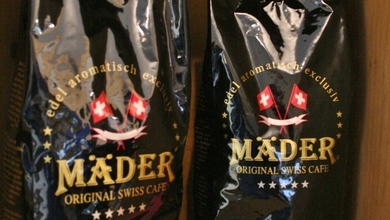 edel aromatisch exclusiv
MÄDER
ORIGINAL SWISS CAFE
edel aromatisch exclusiv
MÄDER
ORIGINAL SWISS CAFE